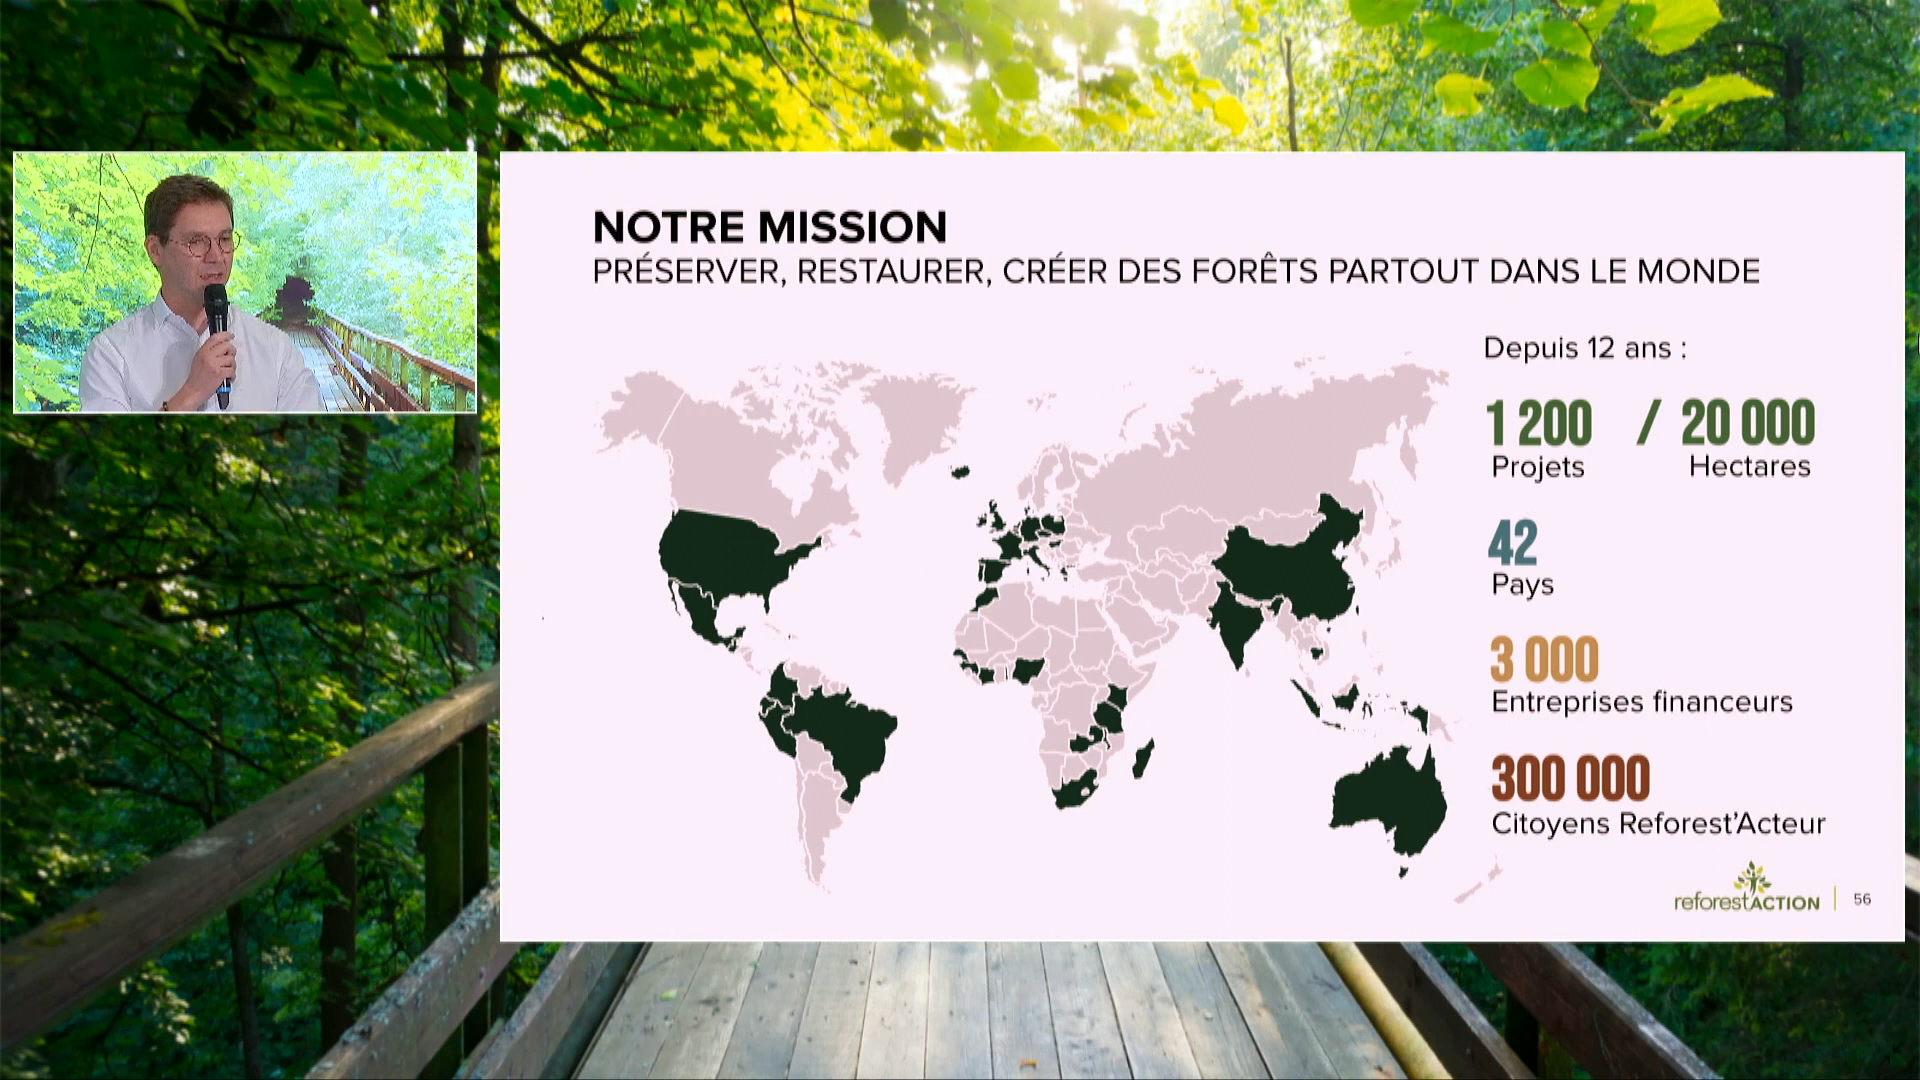 NOTRE MISSION
PRÉSERVER, RESTAURER, CRÉER DES FORÊTS PARTOUT DANS LE MONDE
Depuis 12 ans :
1 200 / 20 000
Projets Hectares
42
Pays
3 000
Entreprises financeurs
300 000
Citoyens Reforest'Acteur
reforestACTION 56